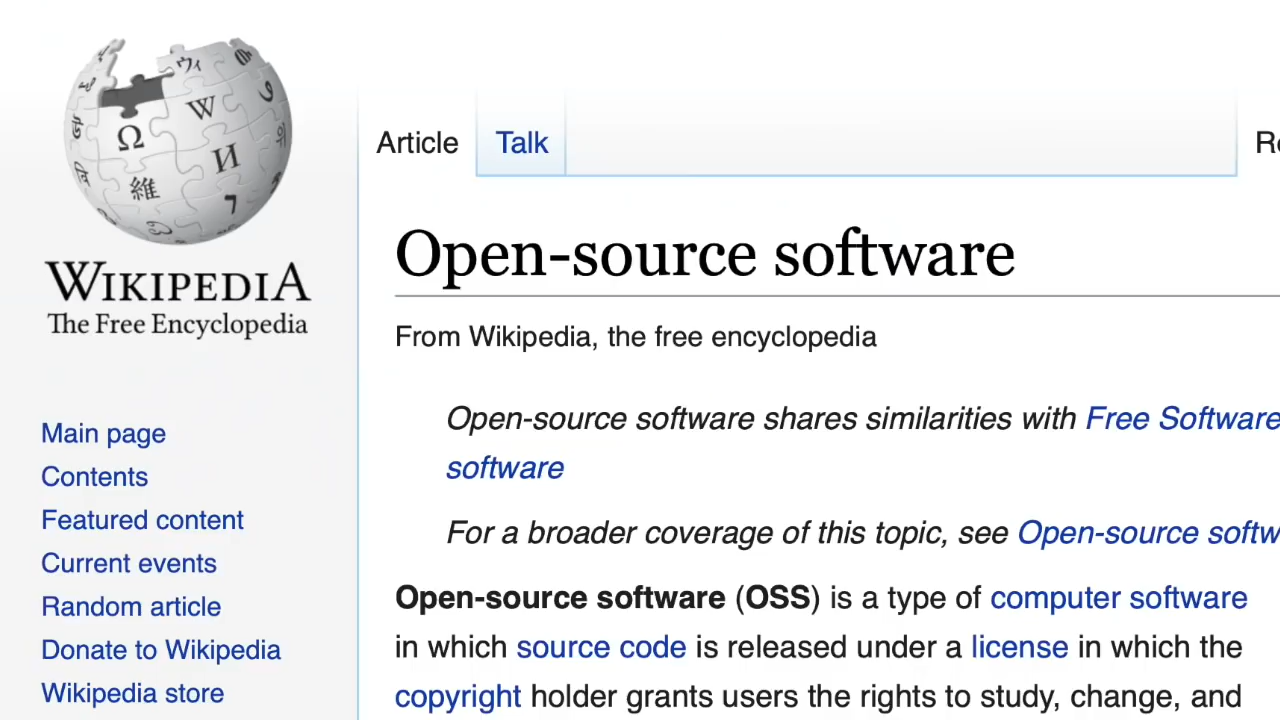 WIKIPEDIA
The Free Encyclopedia
Main page
Contents
Featured content
Current events
Random article
Donate to Wikipedia
Wikipedia store
Article
Talk
Open-source software
From Wikipedia, the free encyclopedia
Open-source software shares similarities with Free Software
software
For a broader coverage of this topic, see Open-source softw
Open-source software (OSS) is a type of computer software
in which source code is released under a license in which the
copyright holder grants users the rights to study, change, and